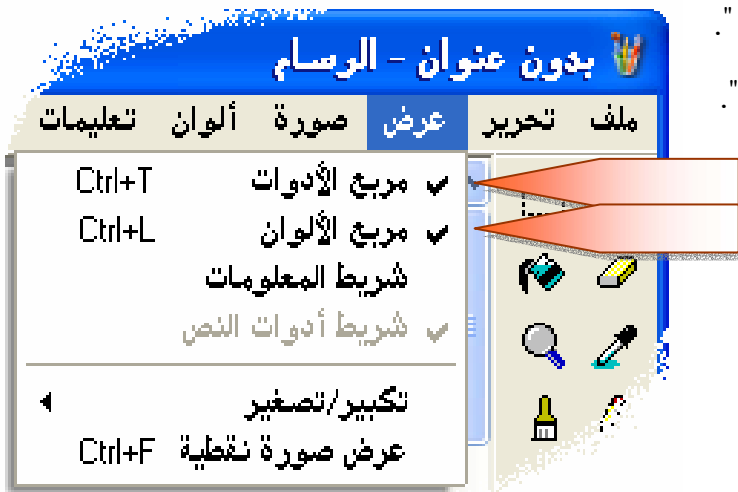 ".
".
بدون عنوان - الرسام
ملف تحرير عرض صورة ألوان تعليمات
مربع الأدوات Ctrl+T
مربع الألوان Ctrl+L
شريط المعلومات
شريط أدوات النص
تكبير/تصغير
عرض صورة نقطية Ctrl+F